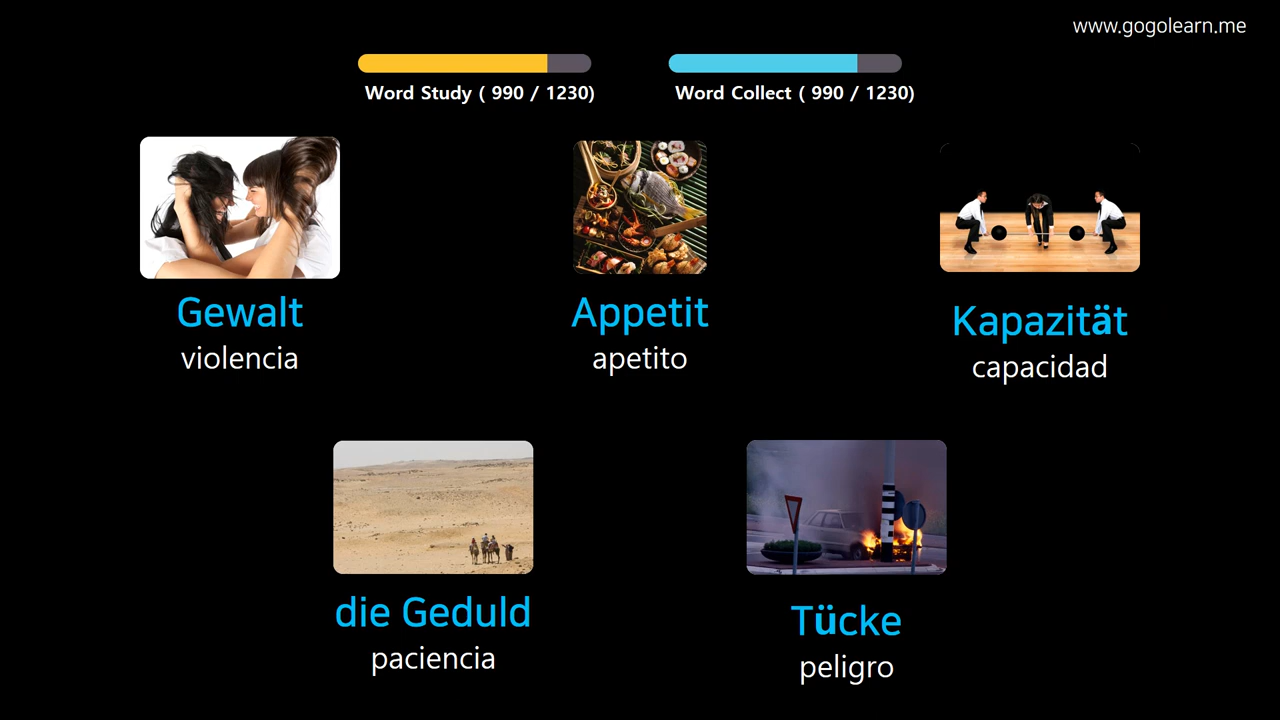 www.gogolearn.me
Word Study ( 990 / 1230)
Word Collect ( 990 / 1230)
Gewalt
violencia
Appetit
apetito
Kapazität
capacidad
die Geduld
paciencia
Tücke
peligro